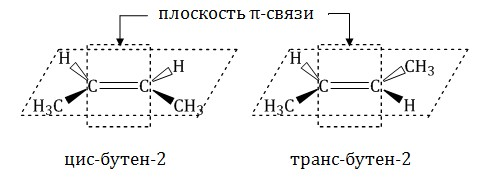 плоскость π-связи
H H H CH₃
C C C C
H₃C CH₃ H₃C H
цис-бутен-2 транс-бутен-2